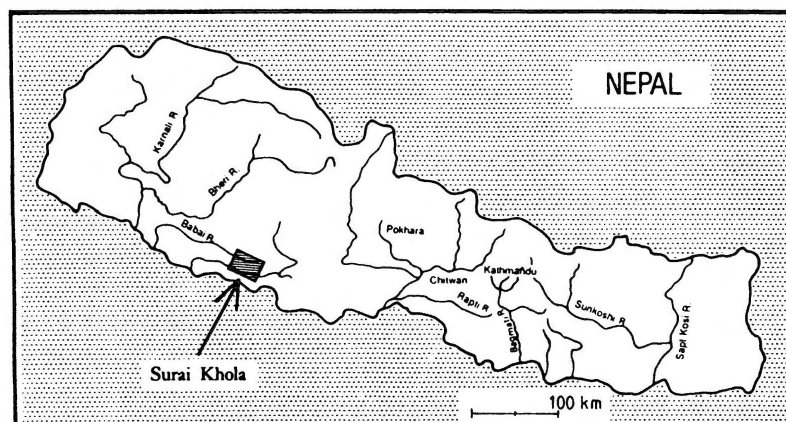 NEPAL
Karnali R.
Bheri R.
Babai R.
Pokhara
Chitwan
Kathmandu
Rapti R.
Bagmati R.
Sunkoshi R.
Sapt Kosi R.
Surai Khola
100 km